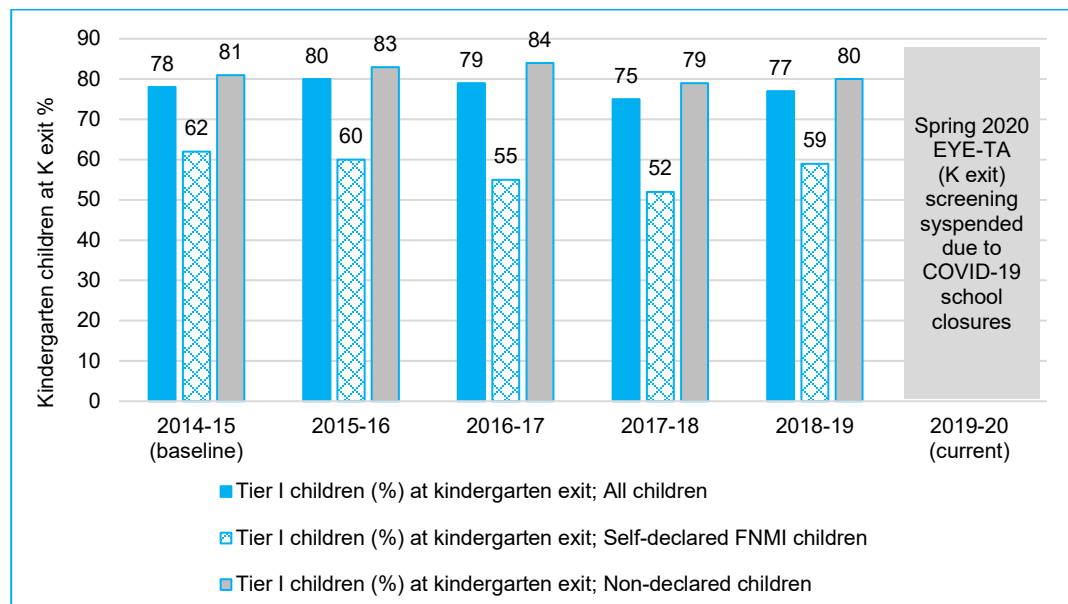 Kindergarten children at K exit %
90
80
70
60
50
40
30
20
10
0
78
62
81
80
60
83
79
55
84
75
52
79
77
59
80
Spring 2020
EYE-TA
(K exit)
screening
syspended
due to
COVID-19
school
closures
2014-15
(baseline)
2015-16
2016-17
2017-18
2018-19
2019-20
(current)
Tier I children (%) at kindergarten exit; All children
Tier I children (%) at kindergarten exit; Self-declared FNMI children
Tier I children (%) at kindergarten exit; Non-declared children